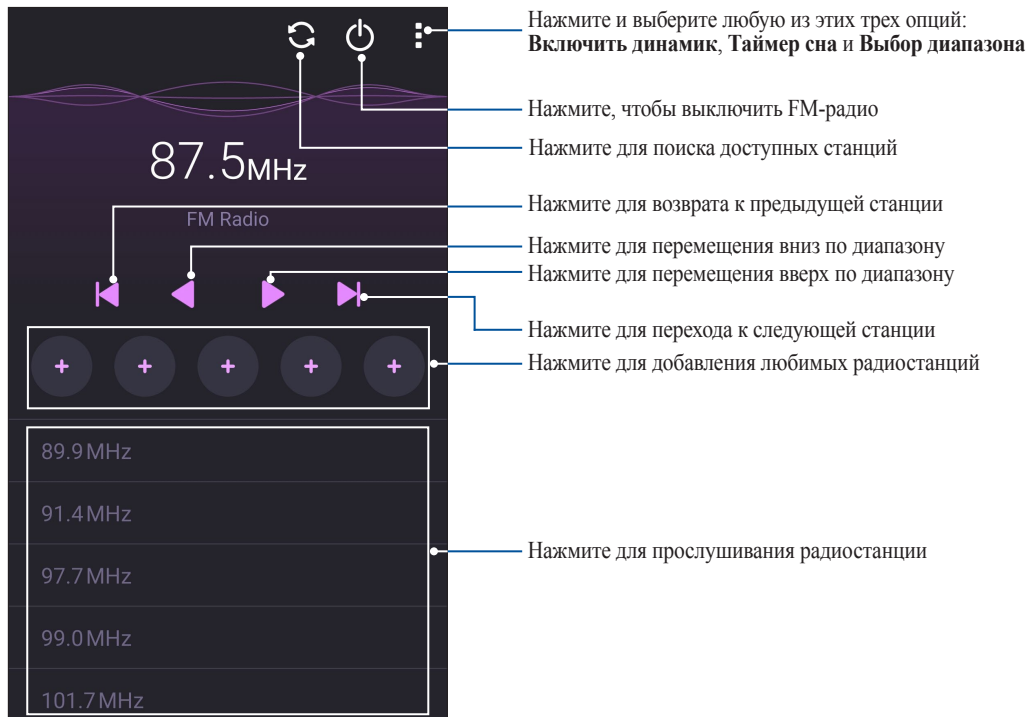 Нажмите и выберите любую из этих трех опций:
Включить динамик, Таймер сна и Выбор диапазона
Нажмите, чтобы выключить FM-радио
Нажмите для поиска доступных станций
87.5MHz
Нажмите для возврата к предыдущей станции
FM Radio
Нажмите для перемещения вниз по диапазону
Нажмите для перемещения вверх по диапазону
Нажмите для перехода к следующей станции
Нажмите для добавления любимых радиостанций
89.9MHz
91.4MHz
Нажмите для прослушивания радиостанции
97.7MHz
99.0MHz
101.7MHz